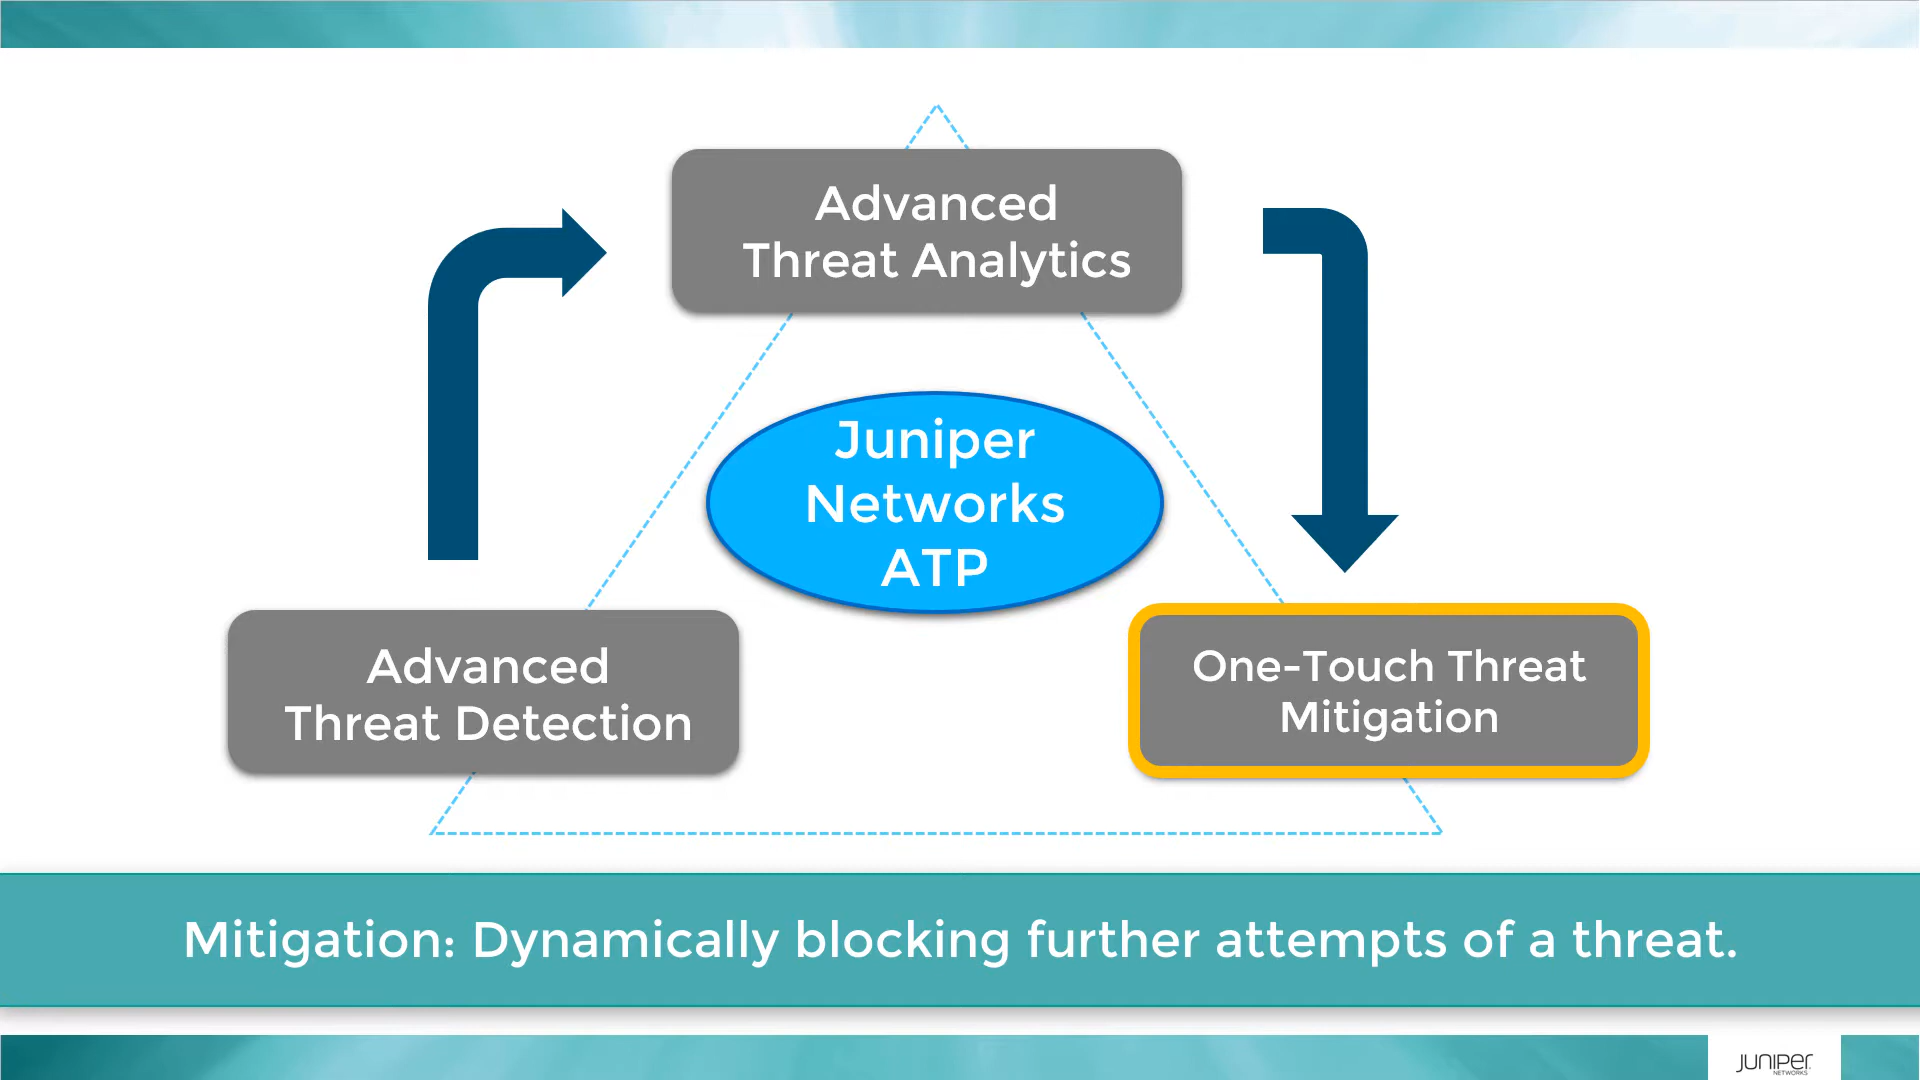 Advanced
Threat Analytics
Juniper
Networks
ATP
Advanced
Threat Detection
One-Touch Threat
Mitigation
Mitigation: Dynamically blocking further attempts of a threat.
JUNIPER
NETWORKS